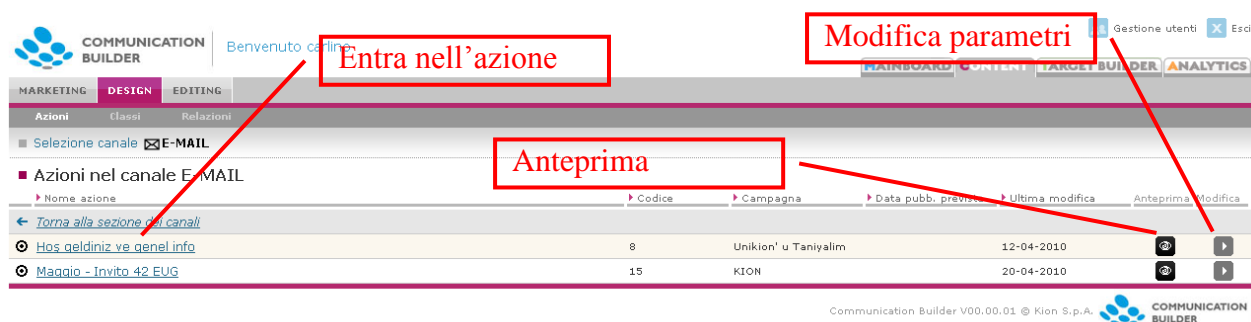 COMMUNICATION
BUILDER
Benvenuto carlino
Entra nell'azione
Modifica parametri
Gestione utenti
X Esci
MAINBOARD CONTENT TARGET BUILDER ANALYTICS
MARKETING DESIGN EDITING
Azioni Classi Relazioni
Selezione canale E-MAIL
Anteprima
Azioni nel canale E-MAIL
Nome azione Codice Campagna Data pubb. prevista Ultima modifica Anteprima Modifica
Torna alla sezione dei canali
Hoş geldiniz ve genel info 8 Unikion' u Taniyalim 12-04-2010
Maggio - Invito 42 EUG 15 KION 20-04-2010
Communication Builder V00.00.01 @ Kion S.p.A.
COMMUNICATION
BUILDER